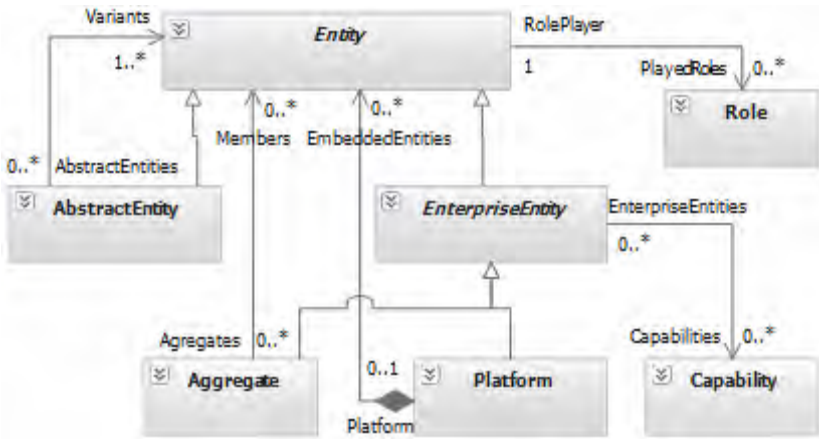 Variants
Entity
RolePlayer
1..*
1
PlayedRoles
0..*
0..*
0..*
Members
EmbeddedEntities
Role
0..*
AbstractEntities
AbstractEntity
EnterpriseEntity
EnterpriseEntities
0..*
Agregates
0..*
Capabilities
0..*
0..1
Aggregate
Platform
Capability
Platform